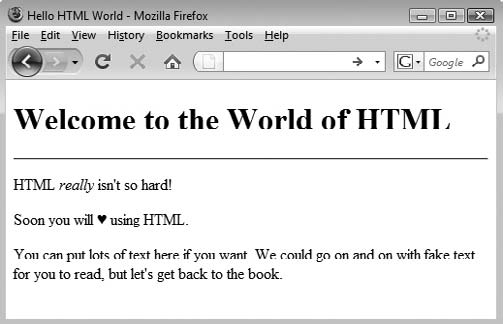 Hello HTML World - Mozilla Firefox
File Edit View History Bookmarks Tools Help
G Google
Welcome to the World of HTML
HTML really isn't so hard!
Soon you will ♥ using HTML.
You can put lots of text here if you want. We could go on and on with fake text
for you to read, but let's get back to the book.